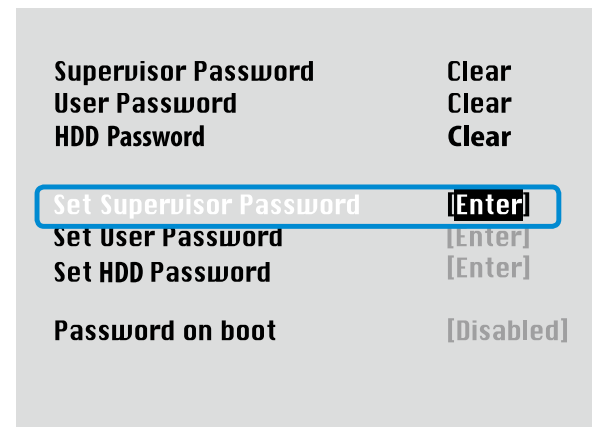 Supervisor Password Clear
User Password Clear
HDD Password Clear
Set Supervisor Password [Enter]
Set User Password [Enter]
Set HDD Password [Enter]
Password on boot [Disabled]